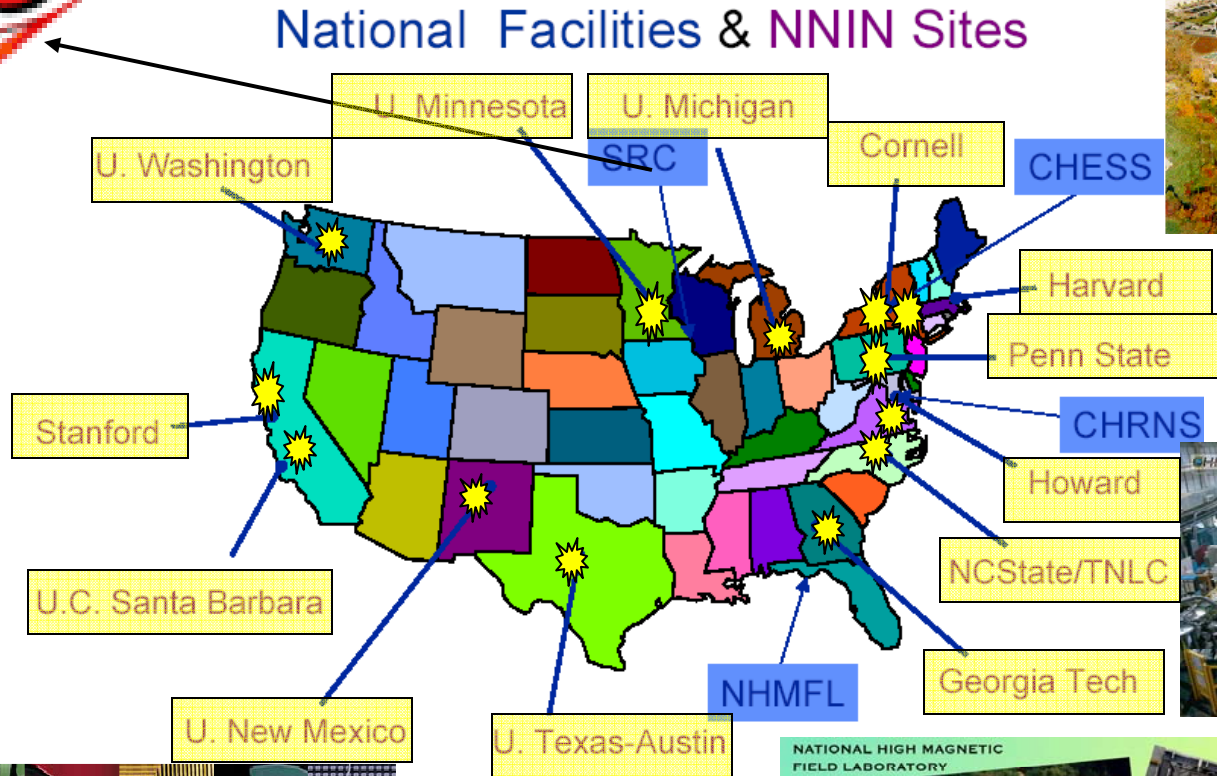 National Facilities & NNIN Sites
U. Minnesota
U. Michigan
SRC
Cornell
CHESS
U. Washington
Harvard
Penn State
Stanford
CHRNS
Howard
NCState/TNLC
U.C. Santa Barbara
Georgia Tech
NHMFL
U. New Mexico
U. Texas-Austin
NATIONAL HIGH MAGNETIC
FIELD LABORATORY